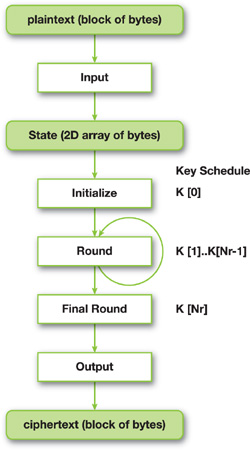 plaintext (block of bytes)
Input
State (2D array of bytes)
Key Schedule
Initialize
K [0]
Round
K [1]..K[Nr-1]
Final Round
K [Nr]
Output
ciphertext (block of bytes)